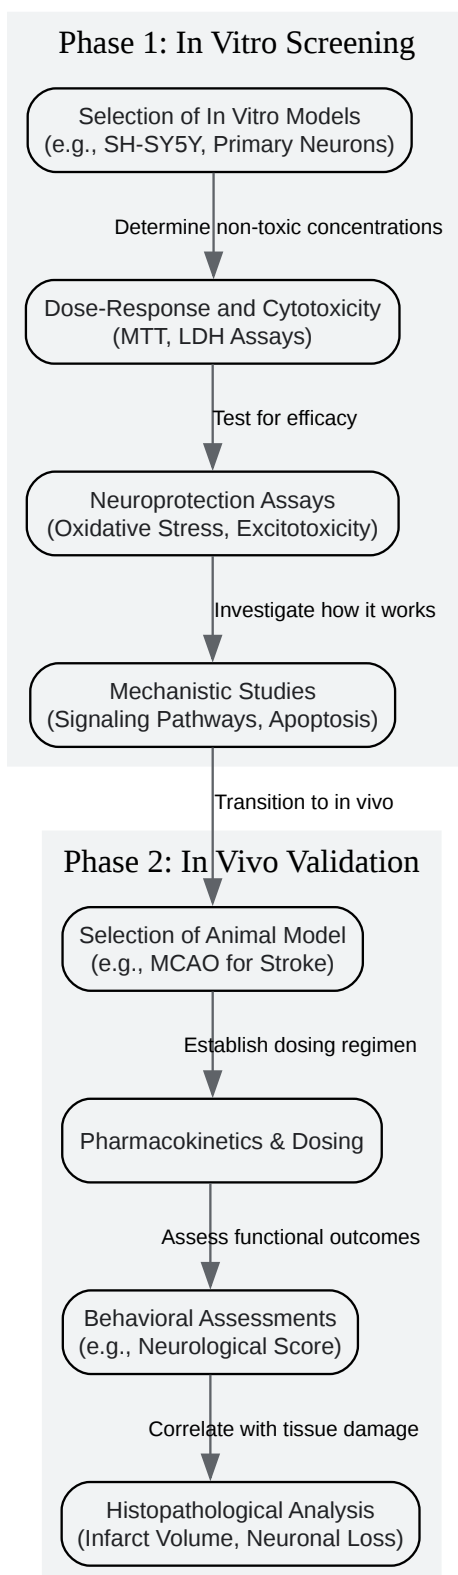 Phase 1: In Vitro Screening
Selection of In Vitro Models
(e.g., SH-SY5Y, Primary Neurons)
Determine non-toxic concentrations
Dose-Response and Cytotoxicity
(MTT, LDH Assays)
Test for efficacy
Neuroprotection Assays
(Oxidative Stress, Excitotoxicity)
Investigate how it works
Mechanistic Studies
(Signaling Pathways, Apoptosis)
Transition to in vivo
Phase 2: In Vivo Validation
Selection of Animal Model
(e.g., MCAO for Stroke)
Establish dosing regimen
Pharmacokinetics & Dosing
Assess functional outcomes
Behavioral Assessments
(e.g., Neurological Score)
Correlate with tissue damage
Histopathological Analysis
(Infarct Volume, Neuronal Loss)